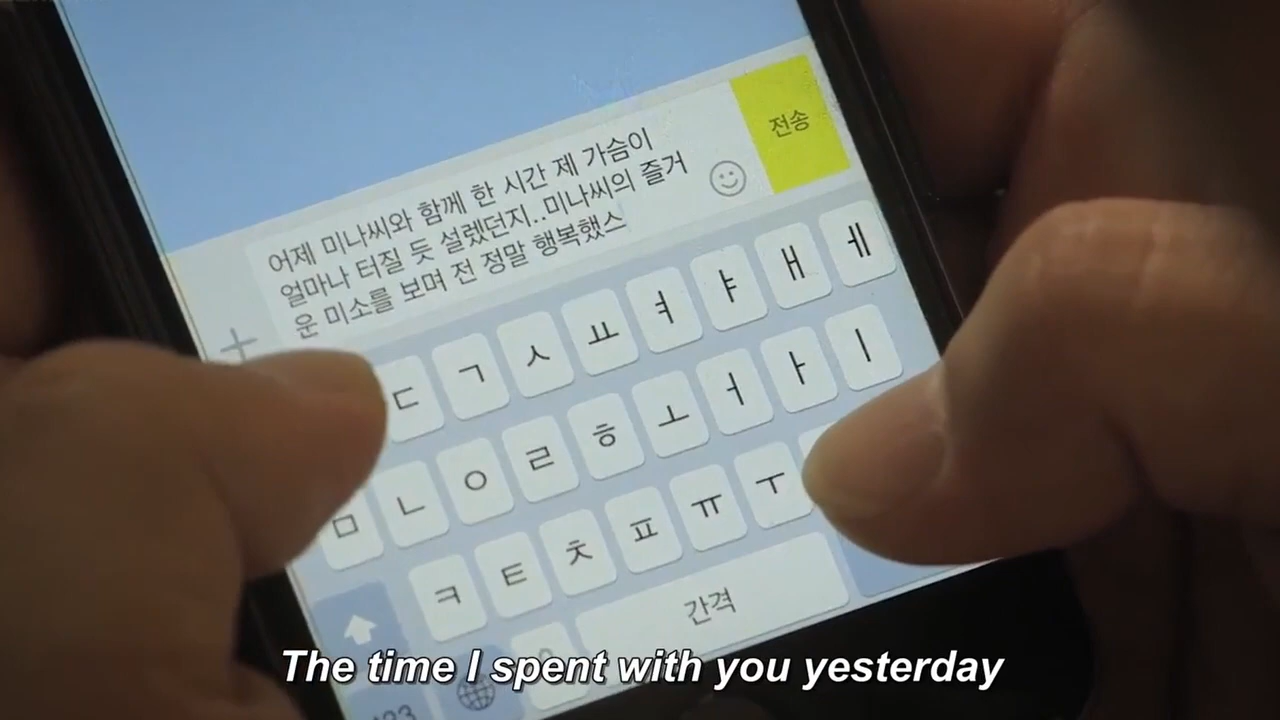 전송
어제 미나씨와 함께 한 시간 제 가슴이
얼마나 터질 듯 설렜던지..미나씨의 즐거
운 미소를 보며 전 정말 행복했스
ㄷ ㄱ ㅅ ㅛ ㅕ ㅑ ㅐ ㅔ
ㅁ ㄴ ㅇ ㄹ ㅎ ㅗ ㅓ ㅏ ㅣ
ㅋ ㅌ ㅊ ㅍ ㅠ ㅜ
간격
The time I spent with you yesterday